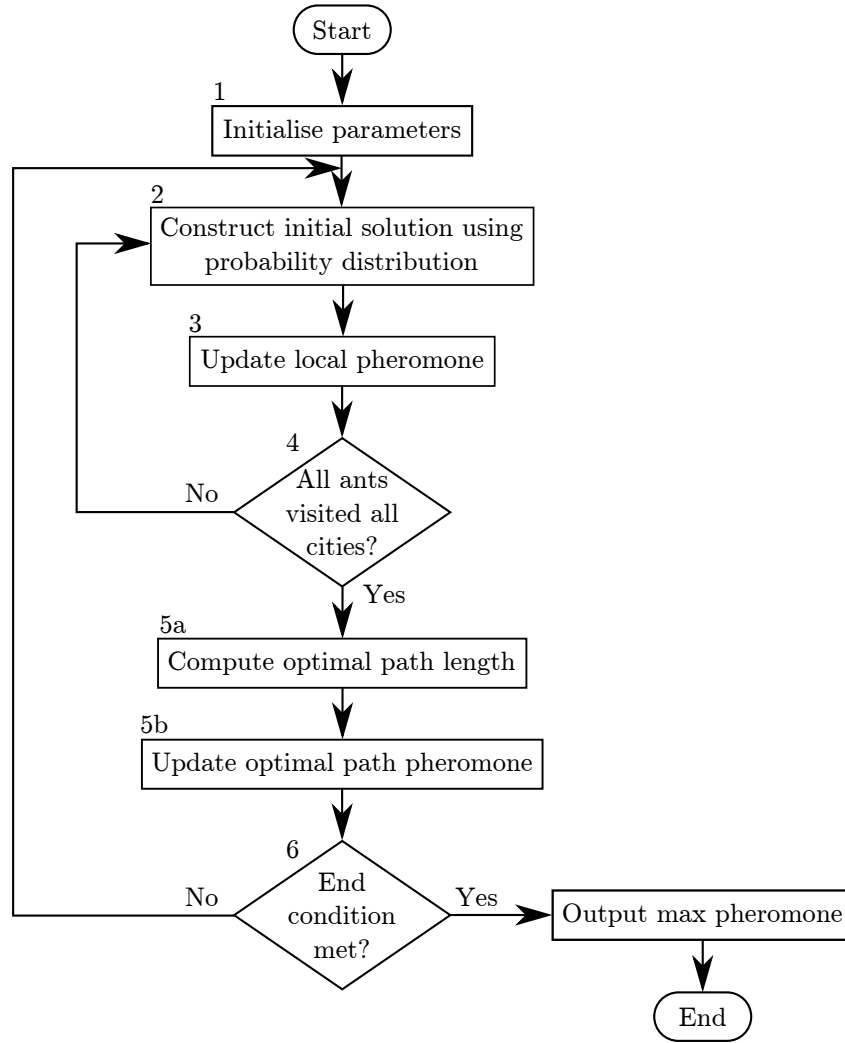 Start
1
Initialise parameters
2
Construct initial solution using
probability distribution
3
Update local pheromone
4
All ants
visited all
cities?
No
Yes
5a
Compute optimal path length
5b
Update optimal path pheromone
6
End
condition
met?
No
Yes
Output max pheromone
End